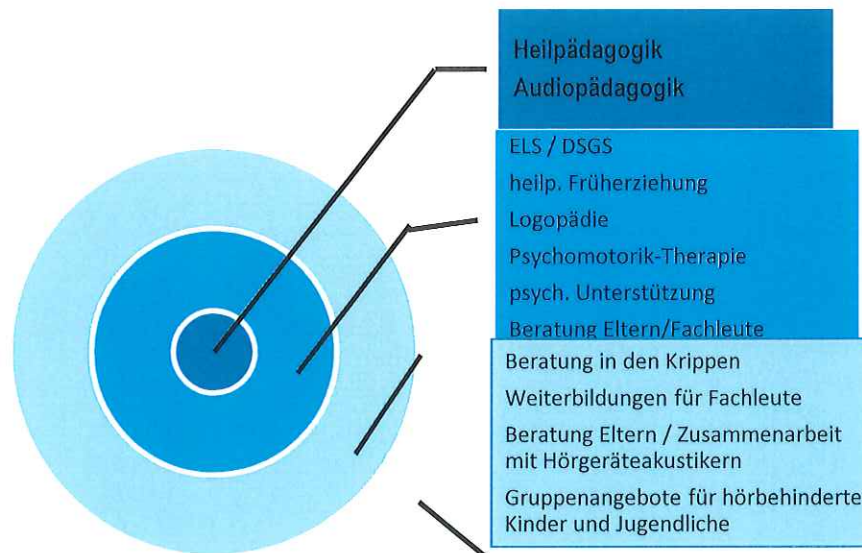 Heilpädagogik
Audiopädagogik
ELS / DSGS
heilp. Früherziehung
Logopädie
Psychomotorik-Therapie
psych. Unterstützung
Beratung Eltern/Fachleute
Beratung in den Krippen
Weiterbildungen für Fachleute
Beratung Eltern / Zusammenarbeit
mit Hörgeräteakustikern
Gruppenangebote für hörbehinderte
Kinder und Jugendliche